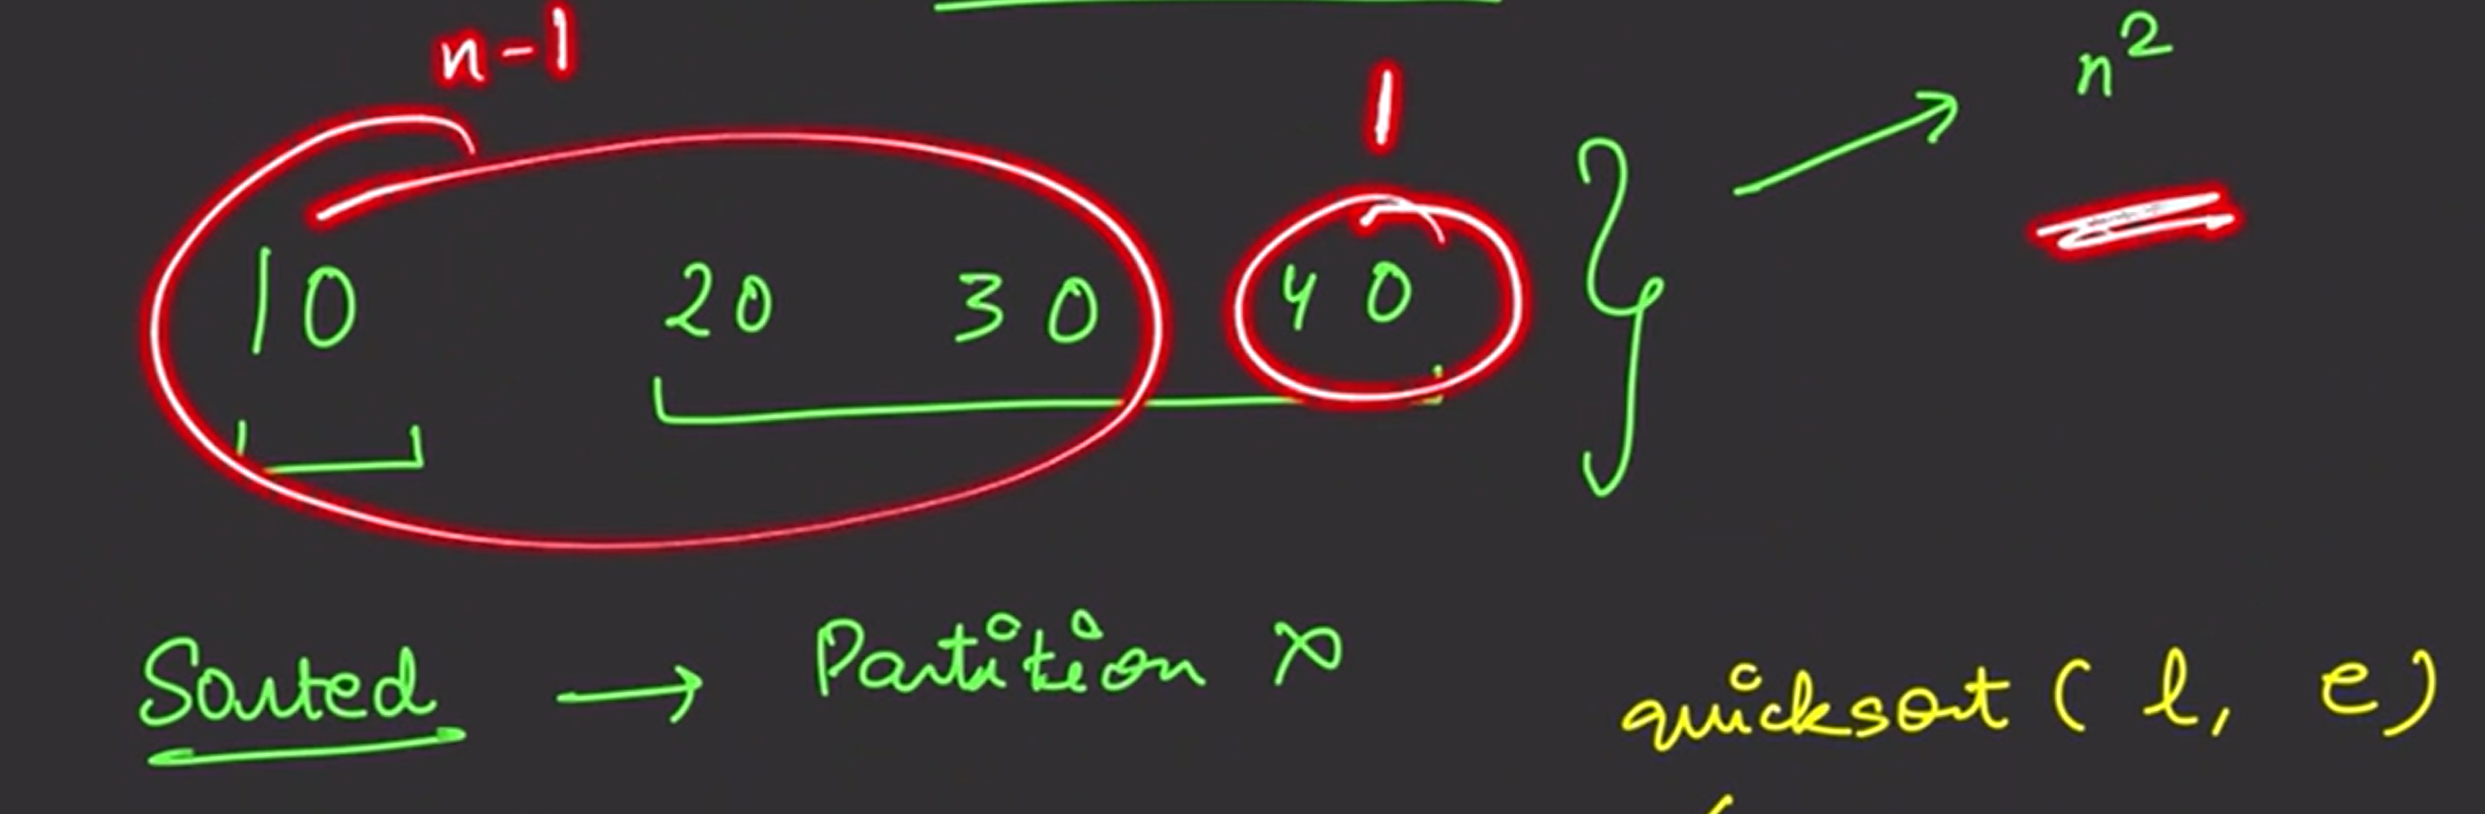 n-1
1
n²
10 20 30 40 }
Sorted → Partition X
quicksort ( l, e )